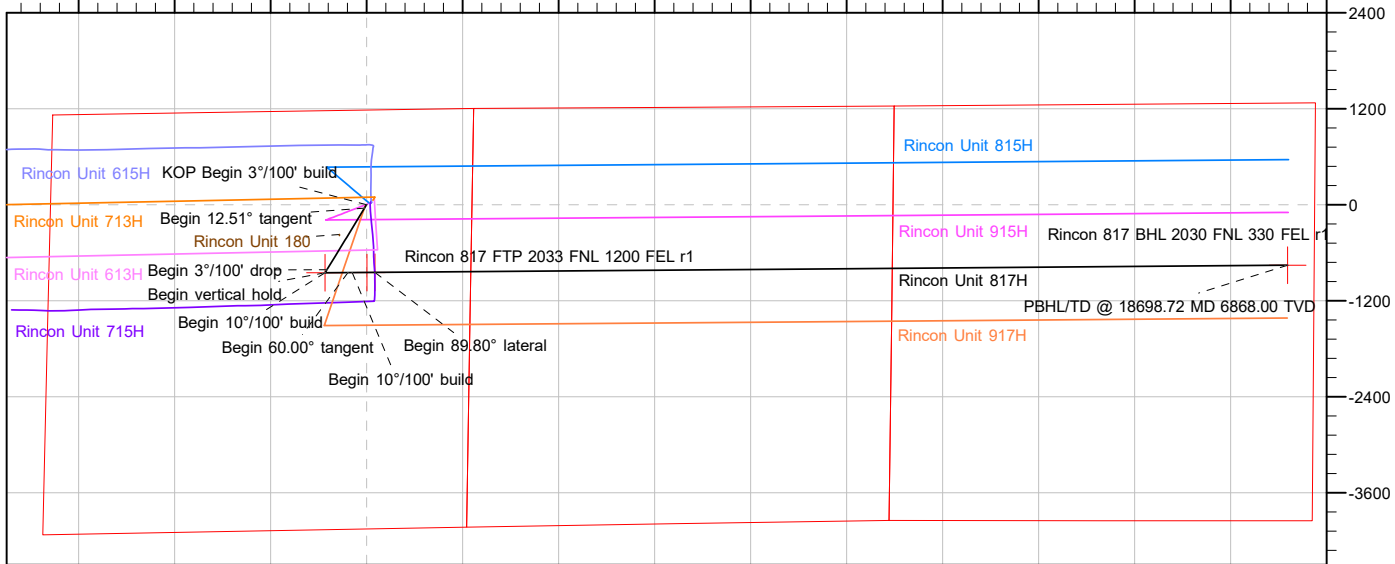 2400
1200
Rincon Unit 815H
Rincon Unit 615H
KOP Begin 3°/100' build
0
Rincon Unit 713H
Begin 12.51° tangent
Rincon Unit 915H
Rincon 817 BHL 2030 FNL 330 FEL r1
Rincon Unit 180
Rincon 817 FTP 2033 FNL 1200 FEL r1
Rincon Unit 613H
Begin 3°/100' drop
Rincon Unit 817H
Begin vertical hold
PBHL/TD @ 18698.72 MD 6868.00 TVD
-1200
Rincon Unit 715H
Begin 10°/100' build
Rincon Unit 917H
Begin 60.00° tangent
Begin 89.80° lateral
Begin 10°/100' build
-2400
-3600